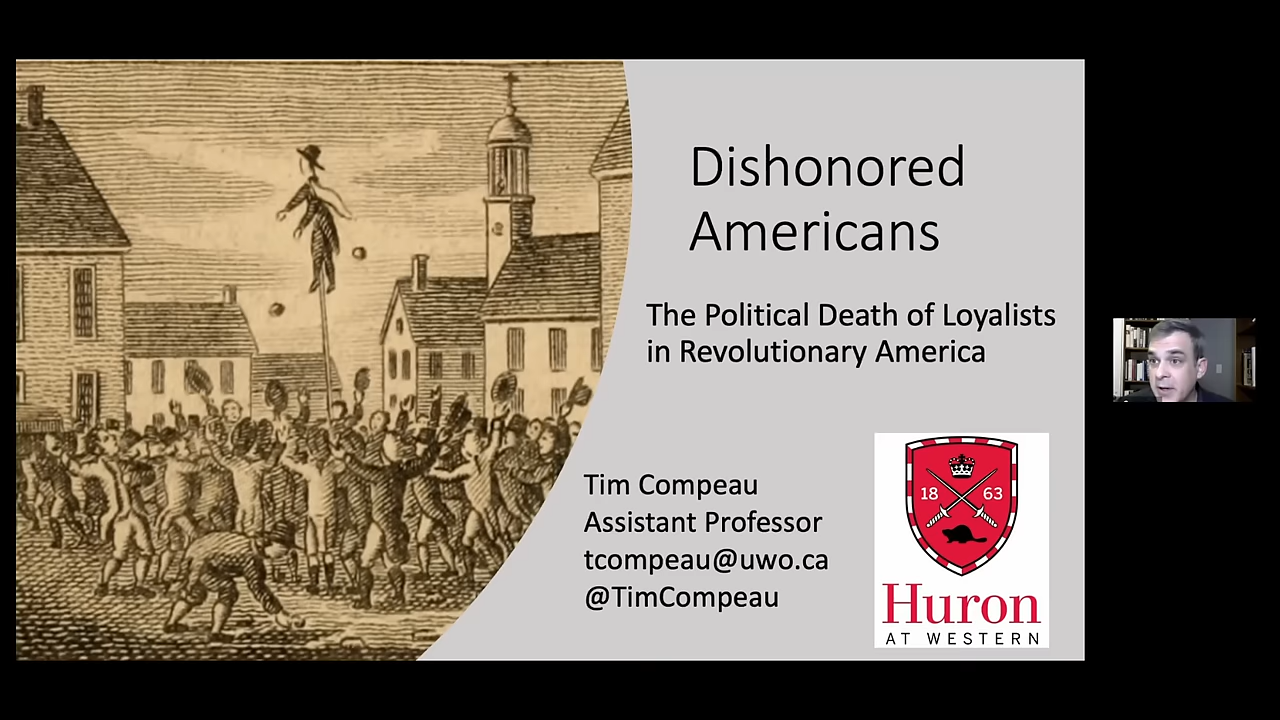 Dishonored
Americans
The Political Death of Loyalists
in Revolutionary America
Tim Compeau
Assistant Professor
tcompeau@uwo.ca
@TimCompeau
18 63
Huron
AT WESTERN